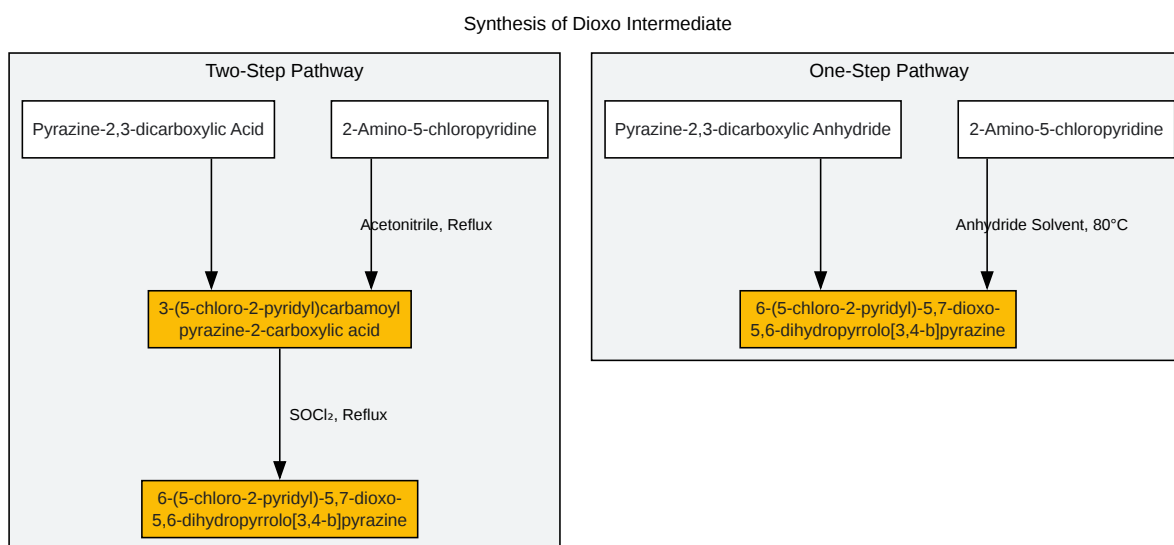 Synthesis of Dioxo Intermediate
Two-Step Pathway
Pyrazine-2,3-dicarboxylic Acid
2-Amino-5-chloropyridine
Acetonitrile, Reflux
3-(5-chloro-2-pyridyl)carbamoyl
pyrazine-2-carboxylic acid
SOCl₂, Reflux
6-(5-chloro-2-pyridyl)-5,7-dioxo-
5,6-dihydropyrrolo[3,4-b]pyrazine
One-Step Pathway
Pyrazine-2,3-dicarboxylic Anhydride
2-Amino-5-chloropyridine
Anhydride Solvent, 80°C
6-(5-chloro-2-pyridyl)-5,7-dioxo-
5,6-dihydropyrrolo[3,4-b]pyrazine